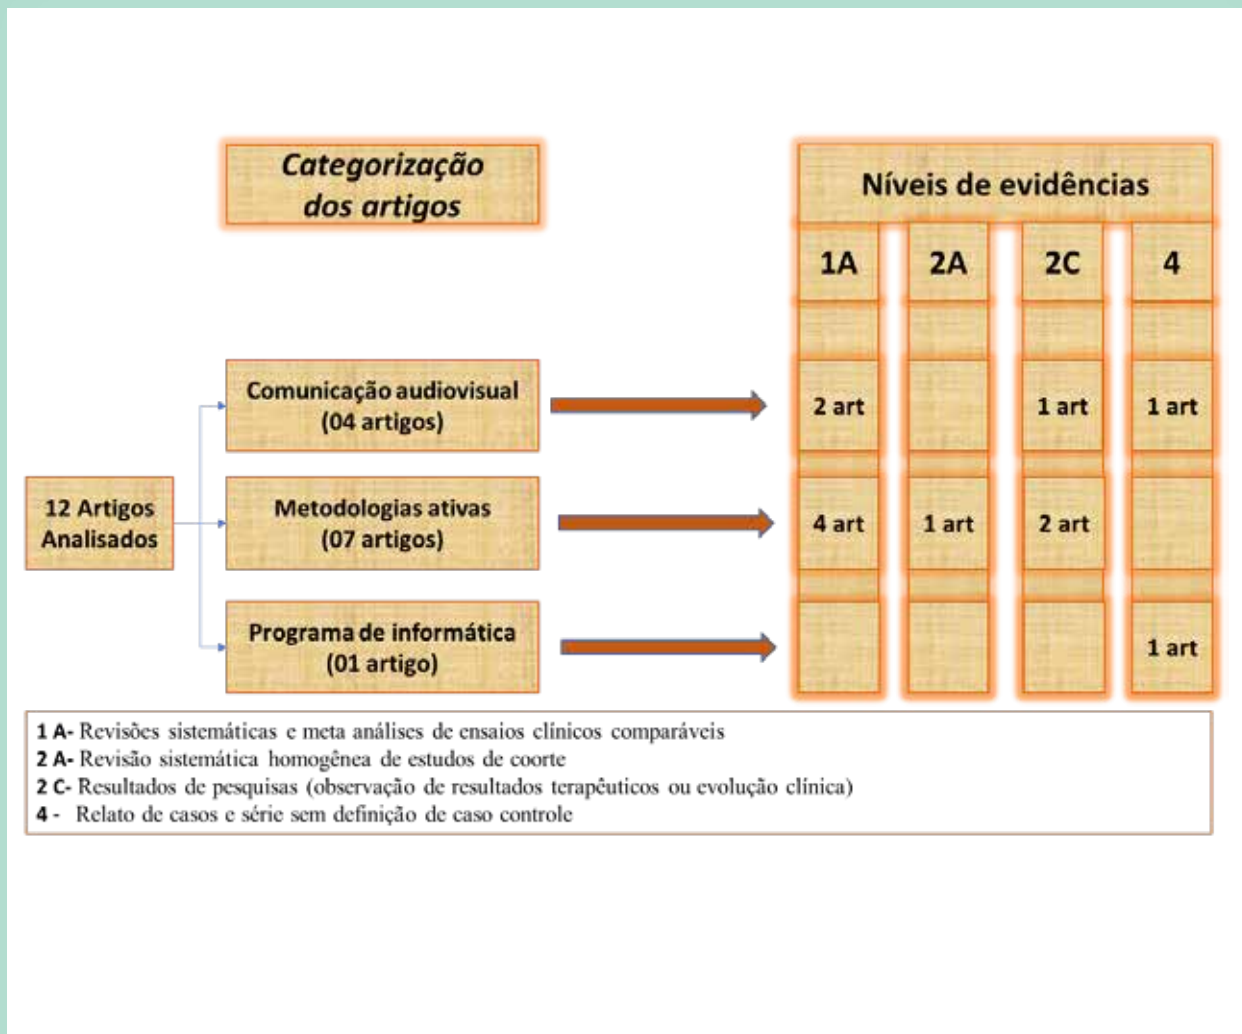 Categorização
dos artigos
Níveis de evidências
1A 2A 2C 4
Comunicação audiovisual
(04 artigos)
2 art 1 art 1 art
12 Artigos
Analisados
Metodologias ativas
(07 artigos)
4 art 1 art 2 art
Programa de informática
(01 artigo)
1 art
1 A- Revisões sistemáticas e meta análises de ensaios clínicos comparáveis
2 A- Revisão sistemática homogênea de estudos de coorte
2 C- Resultados de pesquisas (observação de resultados terapêuticos ou evolução clínica)
4 - Relato de casos e série sem definição de caso controle